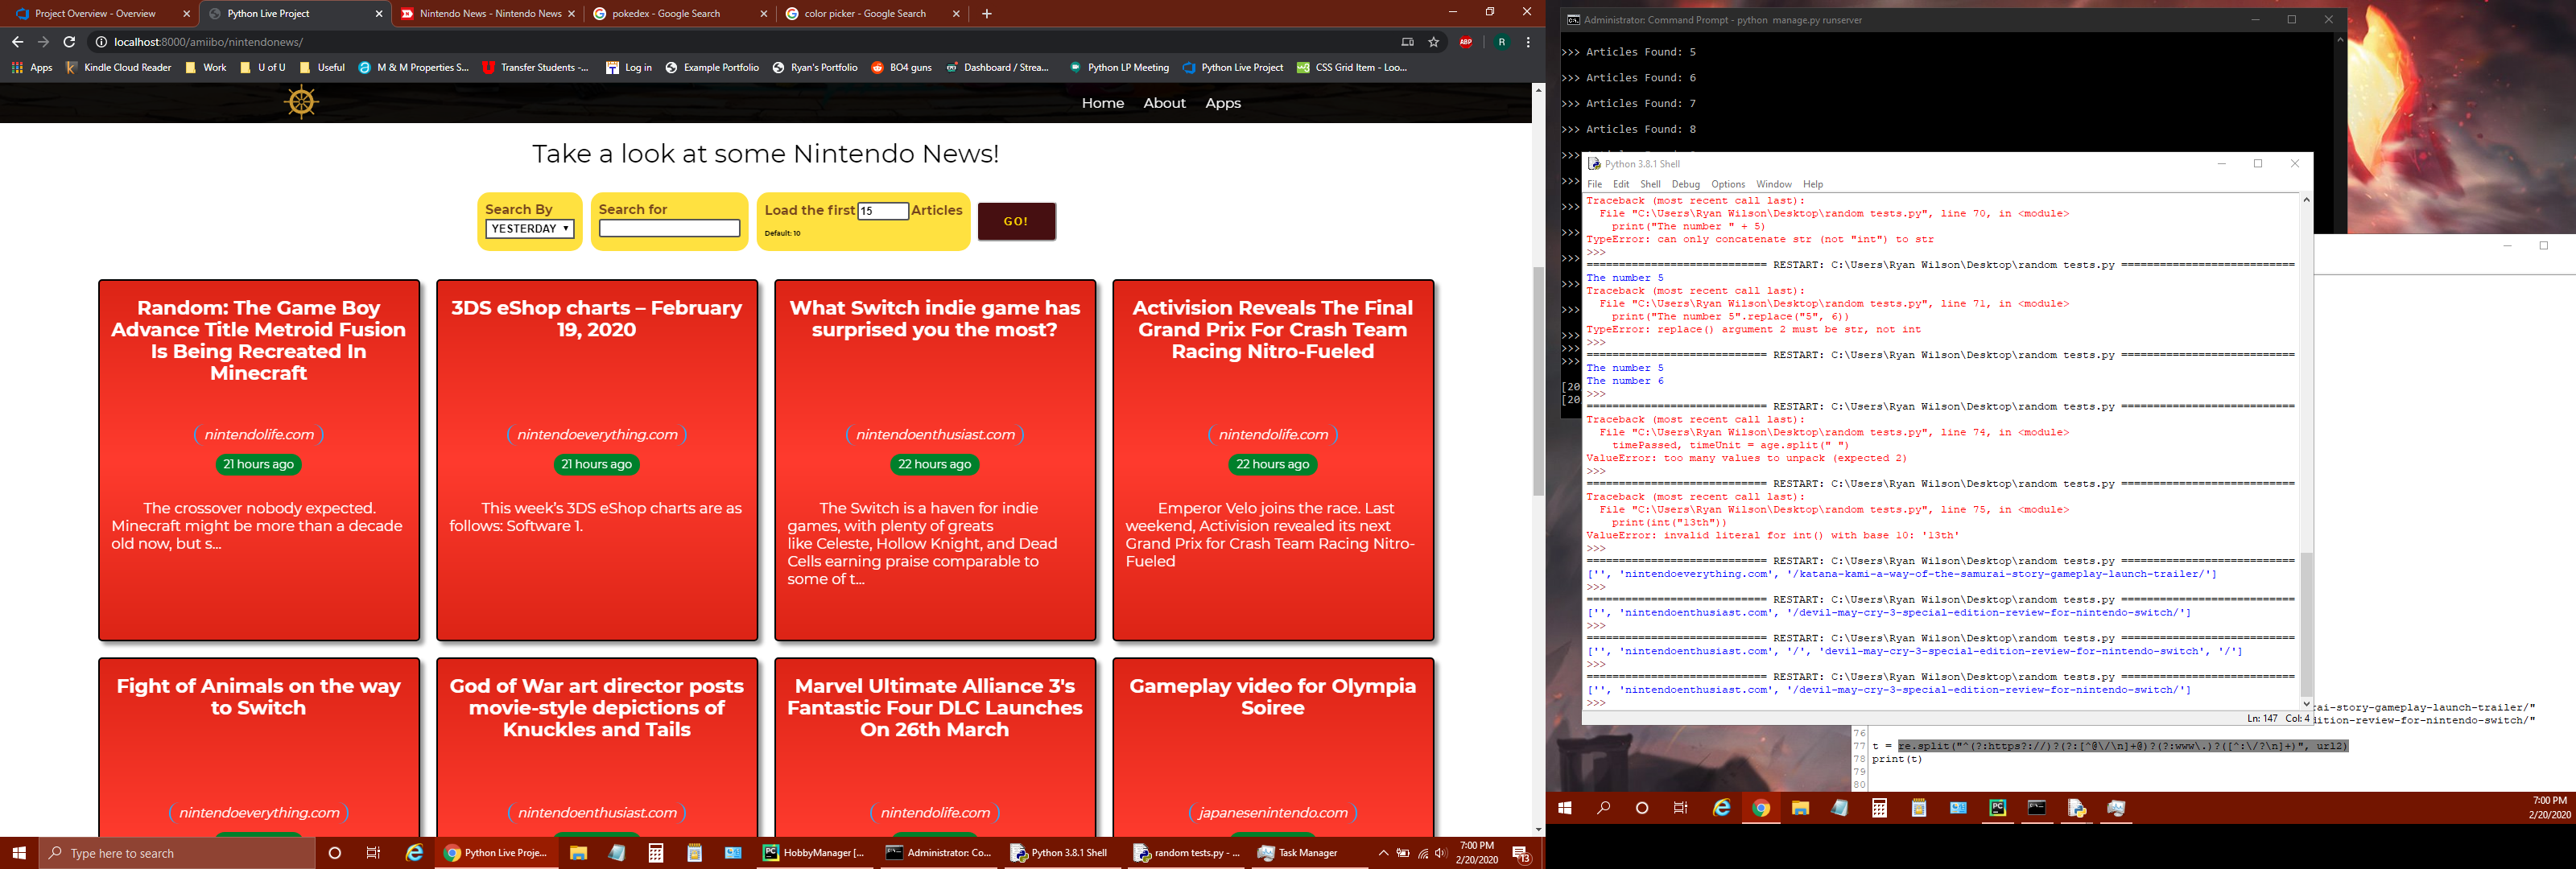 Project Overview - Overview
Python Live Project
Nintendo News - Nintendo News
pokedex - Google Search
color picker - Google Search
localhost:8000/amiibo/nintendonews/
ABP
R
Apps
Kindle Cloud Reader
Work
U of U
Useful
M & M Properties S...
Transfer Students -...
Log in
Example Portfolio
Ryan's Portfolio
BO4 guns
Dashboard / Strea...
Python LP Meeting
Python Live Project
CSS Grid Item - Loo...
Home About Apps
Take a look at some Nintendo News!
Search By
YESTERDAY
Search for
Load the first 15 Articles
Default: 10
GO!
Random: The Game Boy
Advance Title Metroid Fusion
Is Being Recreated In
Minecraft
nintendolife.com
21 hours ago
The crossover nobody expected.
Minecraft might be more than a decade
old now, but s...
3DS eShop charts – February
19, 2020
nintendoeverything.com
21 hours ago
This week's 3DS eShop charts are as
follows: Software 1.
What Switch indie game has
surprised you the most?
nintendoenthusiast.com
22 hours ago
The Switch is a haven for indie
games, with plenty of greats
like Celeste, Hollow Knight, and Dead
Cells earning praise comparable to
some of t...
Activision Reveals The Final
Grand Prix For Crash Team
Racing Nitro-Fueled
nintendolife.com
22 hours ago
Emperor Velo joins the race. Last
weekend, Activision revealed its next
Grand Prix for Crash Team Racing Nitro-
Fueled
Fight of Animals on the way
to Switch
nintendoeverything.com
God of War art director posts
movie-style depictions of
Knuckles and Tails
nintendoenthusiast.com
Marvel Ultimate Alliance 3's
Fantastic Four DLC Launches
On 26th March
nintendolife.com
Gameplay video for Olympia
Soiree
japanesenintendo.com
Type here to search
Python Live Proje...
HobbyManager [...
Administrator: Co...
Python 3.8.1 Shell
random tests.py - ...
Task Manager
7:00 PM
2/20/2020
13
Administrator: Command Prompt - python manage.py runserver
>>> Articles Found: 5
>>> Articles Found: 6
>>> Articles Found: 7
>>> Articles Found: 8
>>>
>>>
>>>
>>>
>>>
>>>
>>>
>>>
>>>
>>>
[20
[20
Python 3.8.1 Shell
File Edit Shell Debug Options Window Help
Traceback (most recent call last):
File "C:\Users\Ryan Wilson\Desktop\random tests.py", line 70, in <module>
print("The number " + 5)
TypeError: can only concatenate str (not "int") to str
>>>
============================ RESTART: C:\Users\Ryan Wilson\Desktop\random tests.py ===========================
The number 5
Traceback (most recent call last):
File "C:\Users\Ryan Wilson\Desktop\random tests.py", line 71, in <module>
print("The number 5".replace("5", 6))
TypeError: replace() argument 2 must be str, not int
>>>
============================ RESTART: C:\Users\Ryan Wilson\Desktop\random tests.py ===========================
The number 5
The number 6
>>>
============================ RESTART: C:\Users\Ryan Wilson\Desktop\random tests.py ===========================
Traceback (most recent call last):
File "C:\Users\Ryan Wilson\Desktop\random tests.py", line 74, in <module>
timePassed, timeUnit = age.split(" ")
ValueError: too many values to unpack (expected 2)
>>>
============================ RESTART: C:\Users\Ryan Wilson\Desktop\random tests.py ===========================
Traceback (most recent call last):
File "C:\Users\Ryan Wilson\Desktop\random tests.py", line 75, in <module>
print(int("13th"))
ValueError: invalid literal for int() with base 10: '13th'
>>>
============================ RESTART: C:\Users\Ryan Wilson\Desktop\random tests.py ===========================
['', 'nintendoeverything.com', '/katana-kami-a-way-of-the-samurai-story-gameplay-launch-trailer/']
>>>
============================ RESTART: C:\Users\Ryan Wilson\Desktop\random tests.py ===========================
['', 'nintendoenthusiast.com', '/devil-may-cry-3-special-edition-review-for-nintendo-switch/']
>>>
============================ RESTART: C:\Users\Ryan Wilson\Desktop\random tests.py ===========================
['', 'nintendoenthusiast.com', '/', 'devil-may-cry-3-special-edition-review-for-nintendo-switch', '/']
>>>
============================ RESTART: C:\Users\Ryan Wilson\Desktop\random tests.py ===========================
['', 'nintendoenthusiast.com', '/devil-may-cry-3-special-edition-review-for-nintendo-switch/']
>>>
Ln: 147 Col: 4
rai-story-gameplay-launch-trailer/"
dition-review-for-nintendo-switch/"
76
77 t = re.split("^(?:https?://)?(?:[^@\/\n]+@)?(?:www\.)?([^:\/?\n]+)", url2)
78 print(t)
79
80
7:00 PM
2/20/2020